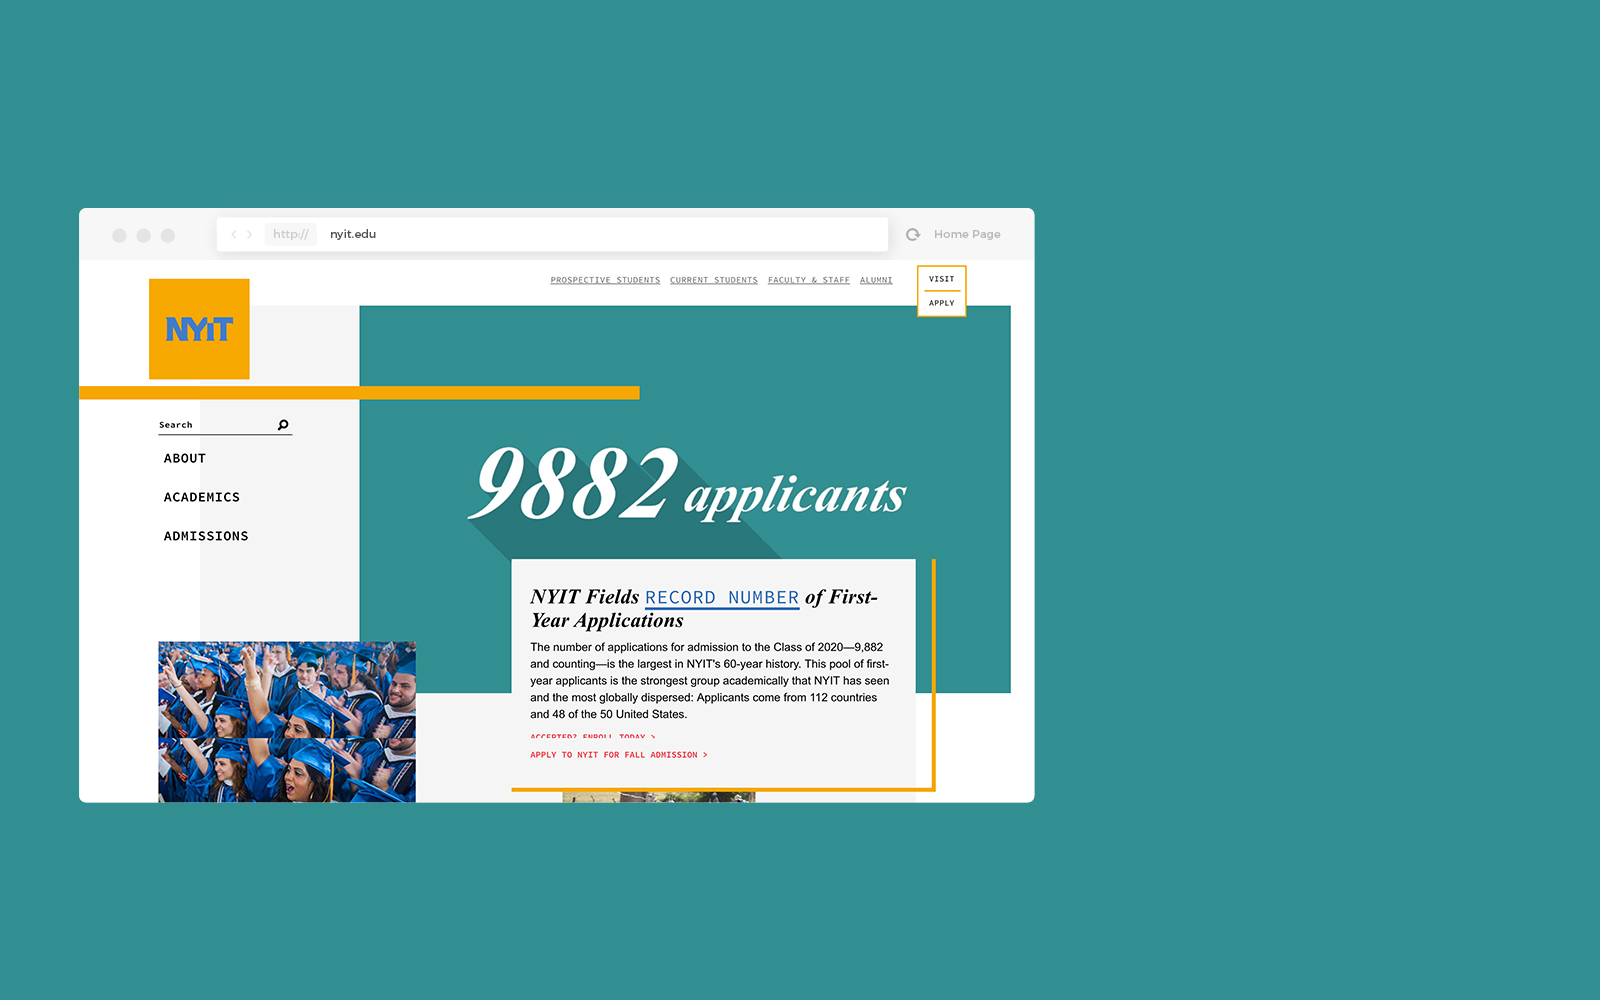 http://
nyit.edu
Home Page
PROSPECTIVE STUDENTS CURRENT STUDENTS FACULTY & STAFF ALUMNI
VISIT
APPLY
NYiT
Search
ABOUT
ACADEMICS
ADMISSIONS
9882 applicants
NYIT Fields RECORD NUMBER of First-
Year Applications
The number of applications for admission to the Class of 2020—9,882
and counting—is the largest in NYIT's 60-year history. This pool of first-
year applicants is the strongest group academically that NYIT has seen
and the most globally dispersed: Applicants come from 112 countries
and 48 of the 50 United States.
ACCEPTED? ENROLL TODAY >
APPLY TO NYIT FOR FALL ADMISSION >